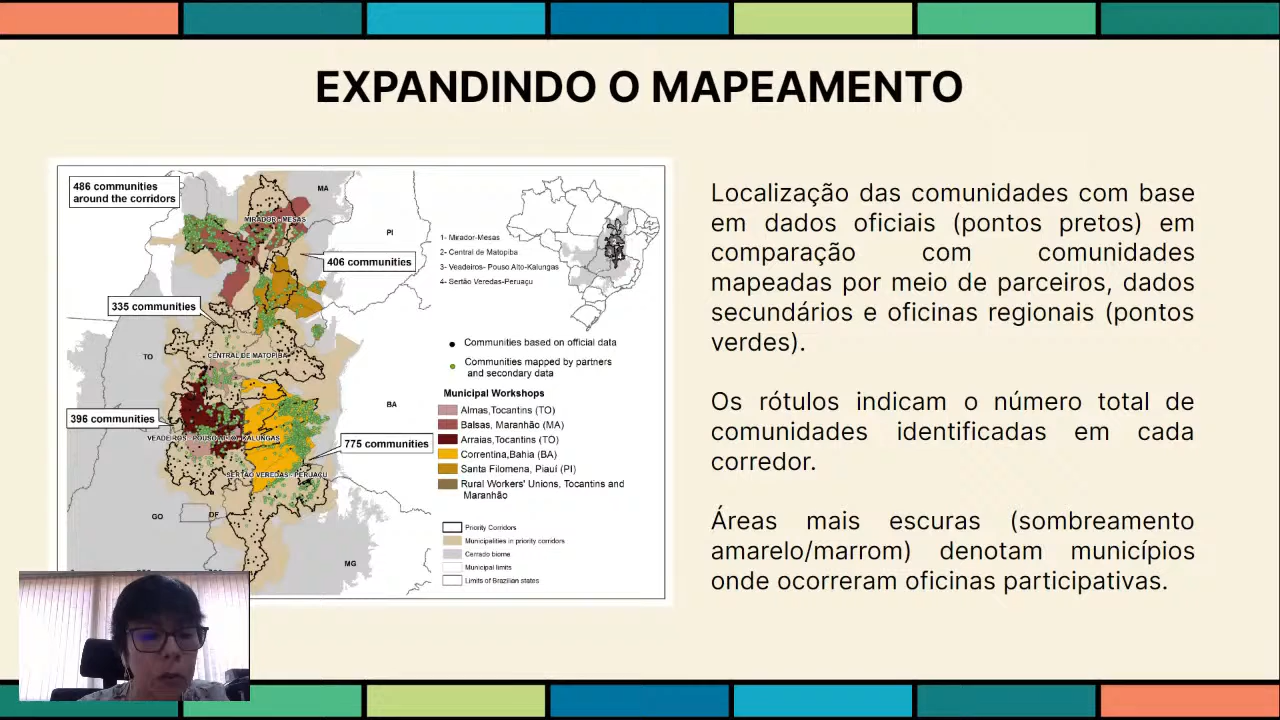 EXPANDINDO O MAPEAMENTO
486 communities
around the corridors
MA
MIRADOR - MESAS
PI
406 communities
335 communities
TO
CENTRAL DE MATOPIBA
396 communities
BA
VEADEIROS - POUSO ALTO - KALUNGAS
775 communities
SERTÃO VEREDAS - PERUAÇU
GO
DF
MG
1- Mirador-Mesas
2- Central de Matopiba
3- Veadeiros- Pouso Alto-Kalungas
4- Sertão Veredas-Peruaçu
Communities based on official data
Communities mapped by partners
and secondary data
Municipal Workshops
Almas,Tocantins (TO)
Balsas, Maranhão (MA)
Arraias,Tocantins (TO)
Correntina,Bahia (BA)
Santa Filomena, Piauí (PI)
Rural Workers' Unions, Tocantins and
Maranhão
Priority Corridors
Municipalities in priority corridors
Cerrado biome
Municipal limits
Limits of Brazilian states
Localização das comunidades com base
em dados oficiais (pontos pretos) em
comparação com comunidades
mapeadas por meio de parceiros, dados
secundários e oficinas regionais (pontos
verdes).
Os rótulos indicam o número total de
comunidades identificadas em cada
corredor.
Áreas mais escuras (sombreamento
amarelo/marrom) denotam municípios
onde ocorreram oficinas participativas.